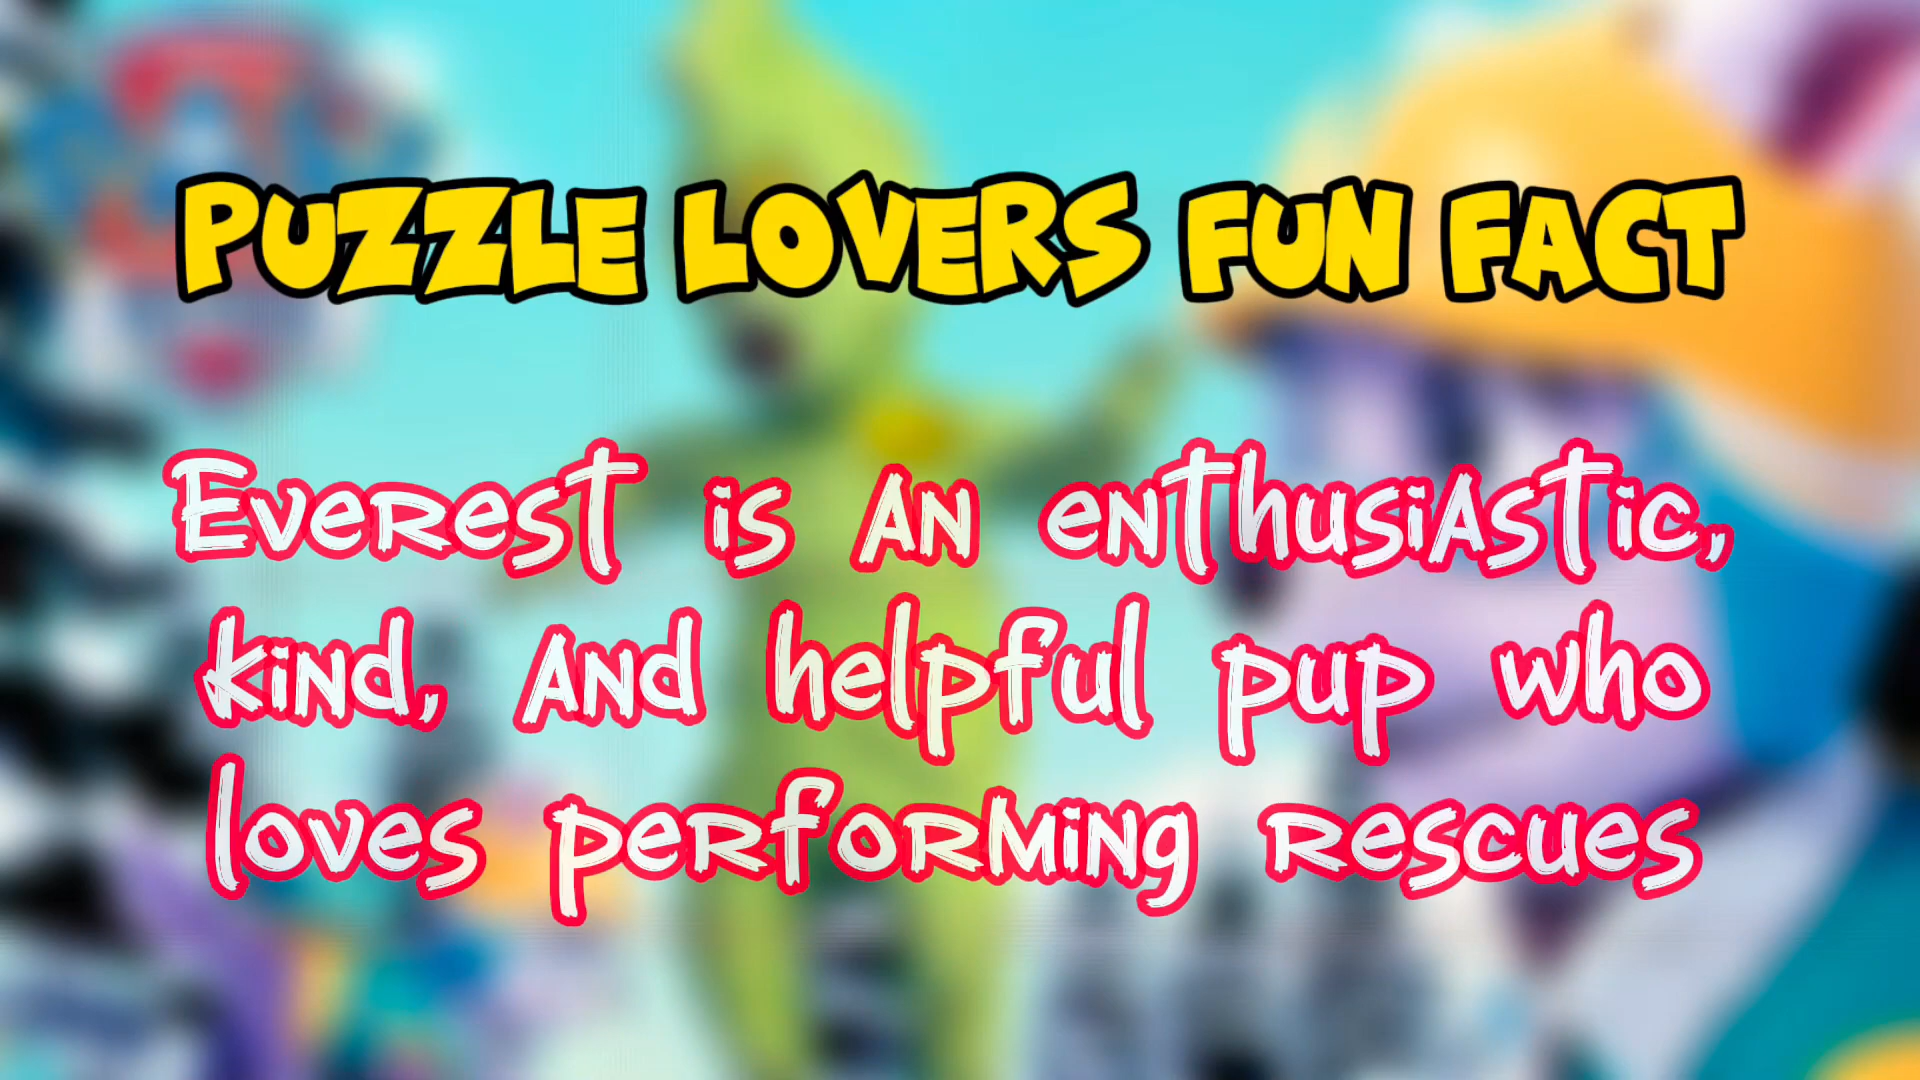 PUZZLE LOVERS FUN FACT
Everest is an enthusiastic,
kind, and helpful pup who
loves performing rescues